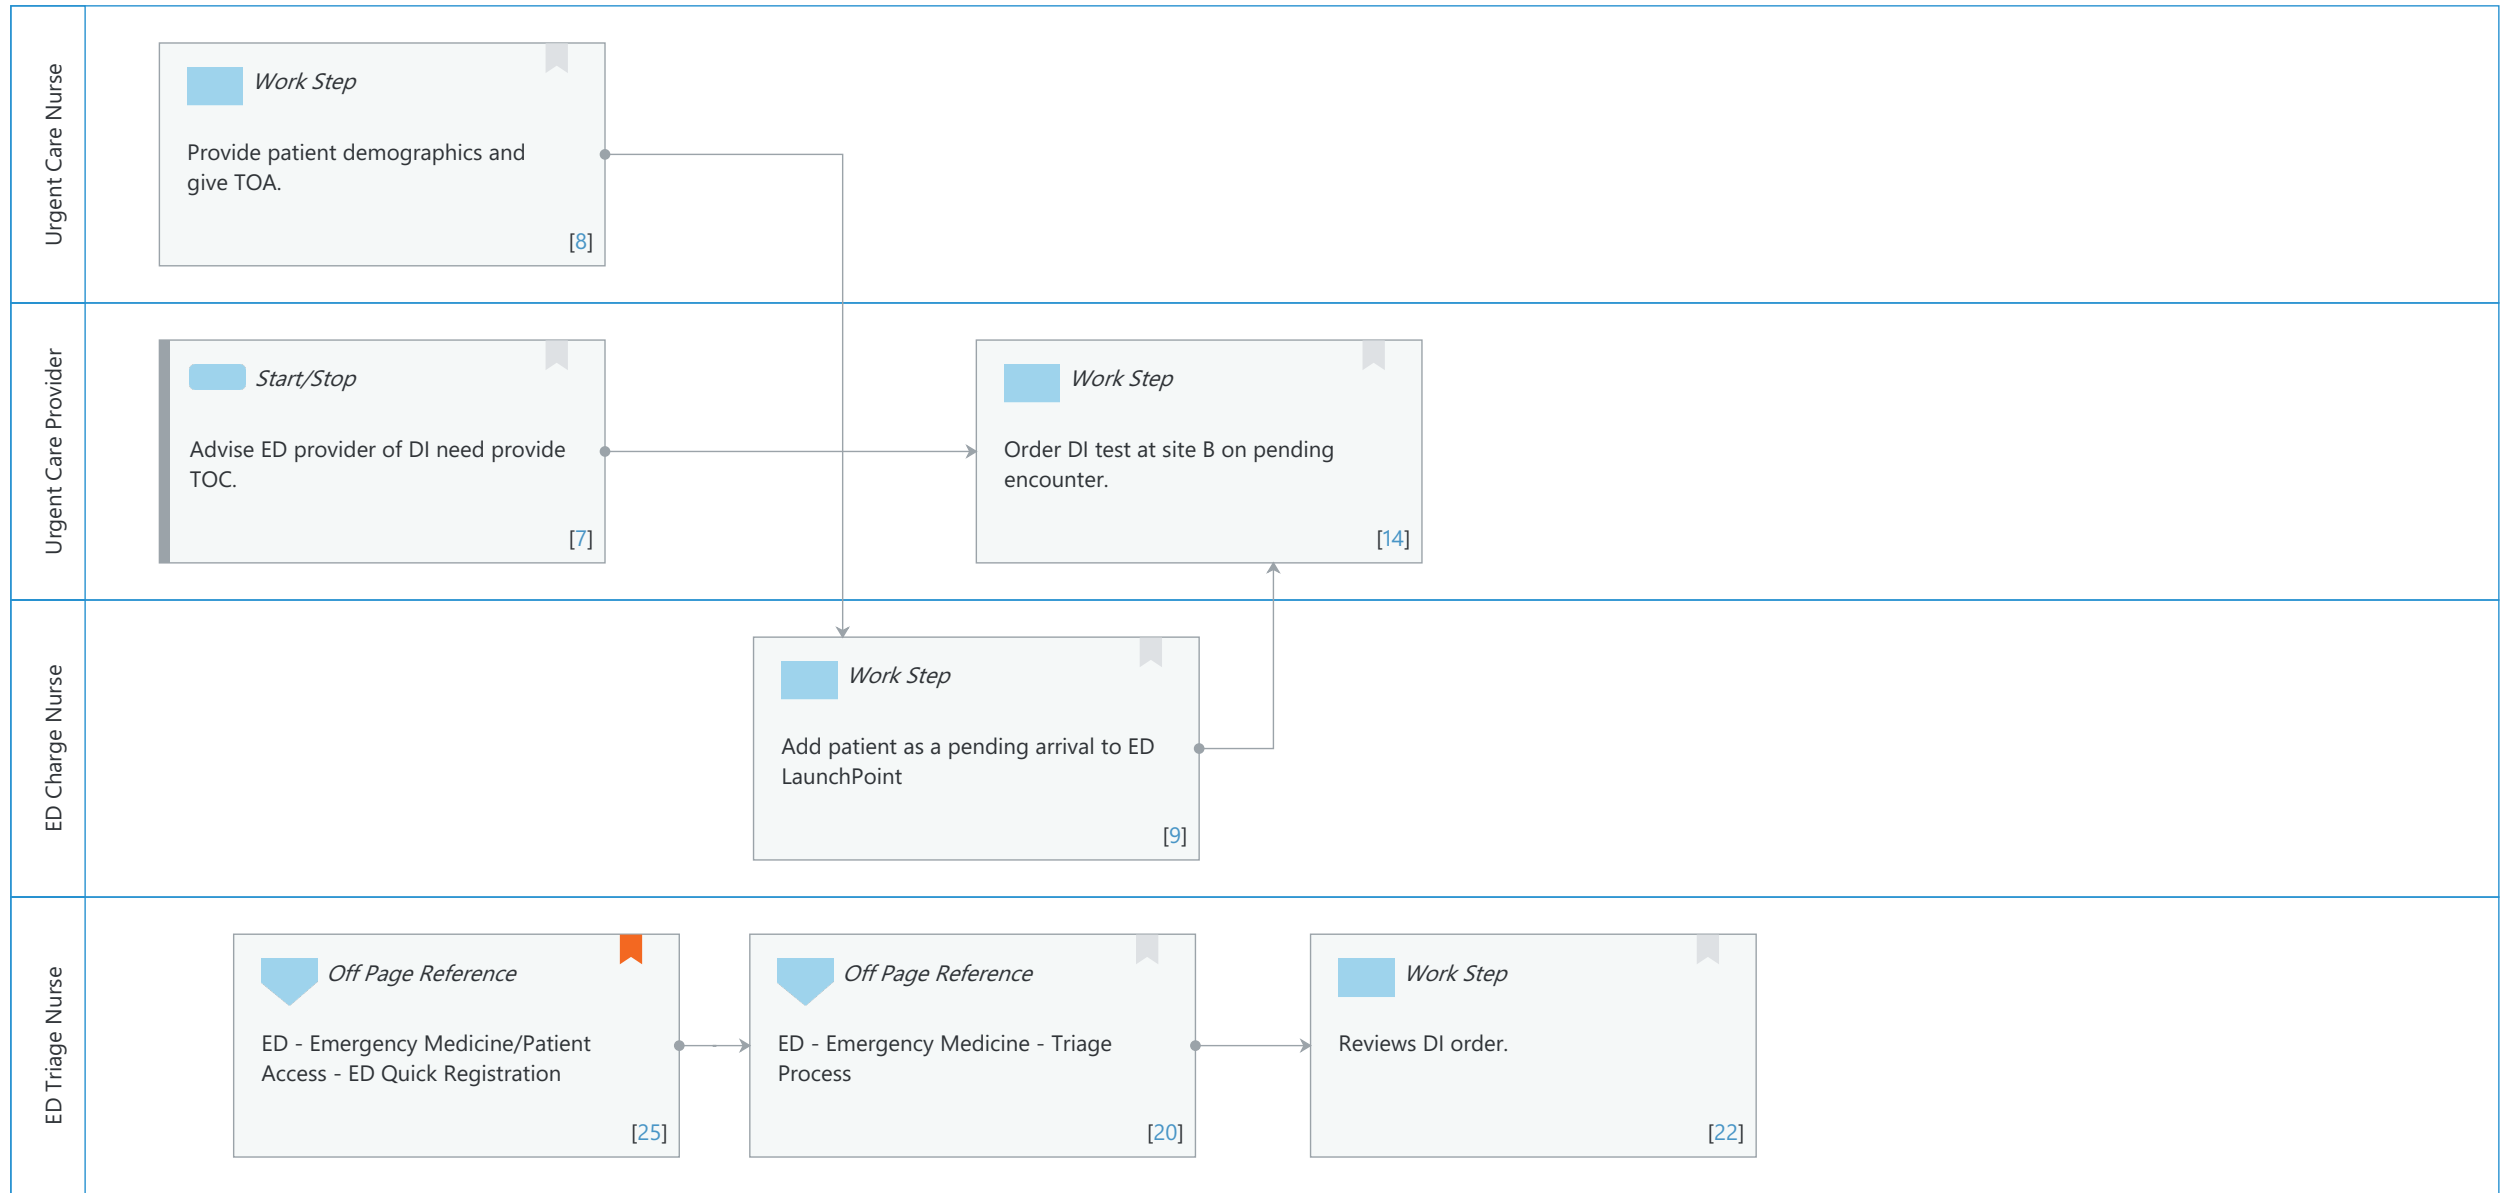 Urgent Care Nurse
Work Step
Provide patient demographics and
give TOA.
[8]
Urgent Care Provider
Start/Stop
Advise ED provider of DI need provide
TOC.
[7]
Work Step
Order DI test at site B on pending
encounter.
[14]
ED Charge Nurse
Work Step
Add patient as a pending arrival to ED
LaunchPoint
[9]
ED Triage Nurse
Off Page Reference
ED - Emergency Medicine/Patient
Access - ED Quick Registration
[25]
Off Page Reference
ED - Emergency Medicine - Triage
Process
[20]
Work Step
Reviews DI order.
[22]